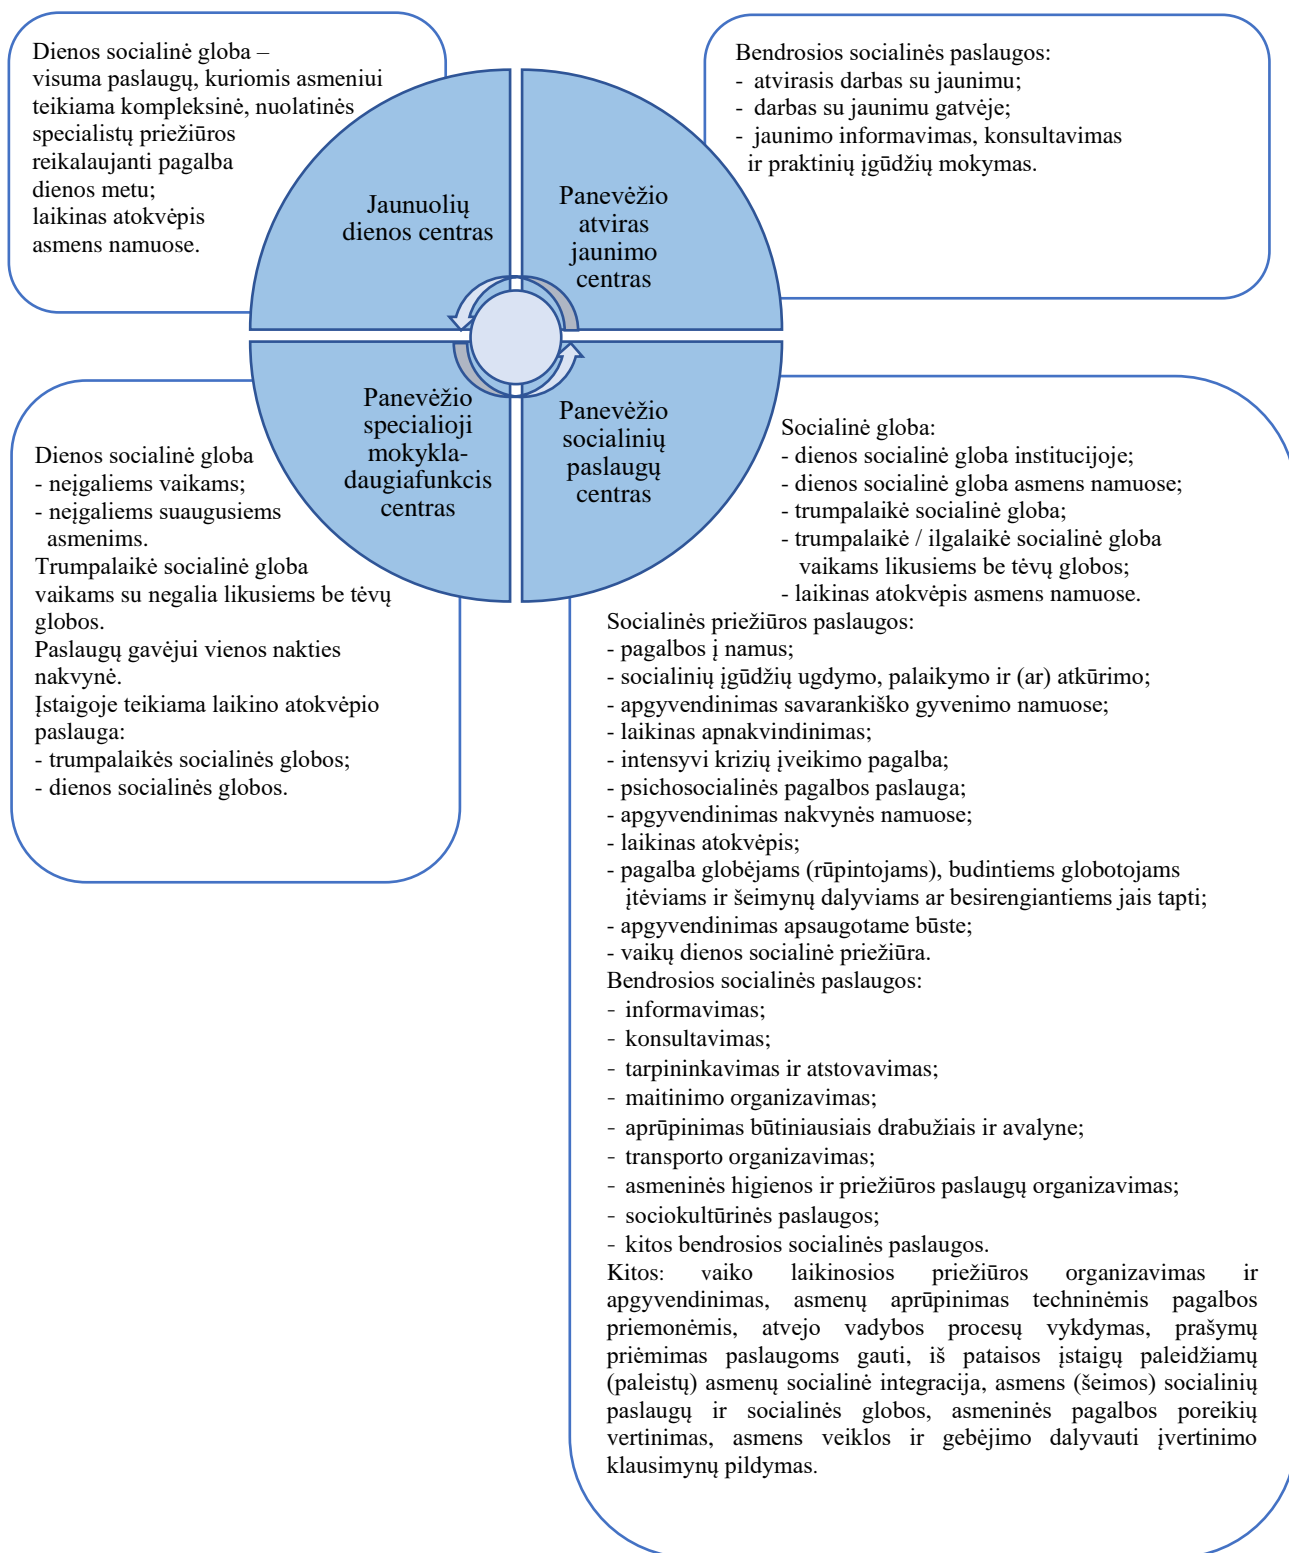 Dienos socialinė globa –
visuma paslaugų, kuriomis asmeniui
teikiama kompleksinė, nuolatinės
specialistų priežiūros
reikalaujanti pagalba
dienos metu;
laikinas atokvėpis
asmens namuose.
Bendrosios socialinės paslaugos:
- atvirasis darbas su jaunimu;
- darbas su jaunimu gatvėje;
- jaunimo informavimas, konsultavimas
ir praktinių įgūdžių mokymas.
Jaunuolių
dienos centras
Panevėžio
atviras
jaunimo
centras
Panevėžio
specialioji
mokykla-
daugiafunkcis
centras
Panevėžio
socialinių
paslaugų
centras
Dienos socialinė globa
- neįgaliems vaikams;
- neįgaliems suaugusiems
asmenims.
Trumpalaikė socialinė globa
vaikams su negalia likusiems be tėvų
globos.
Paslaugų gavėjui vienos nakties
nakvynė.
Įstaigoje teikiama laikino atokvėpio
paslauga:
- trumpalaikės socialinės globos;
- dienos socialinės globos.
Socialinė globa:
- dienos socialinė globa institucijoje;
- dienos socialinė globa asmens namuose;
- trumpalaikė socialinė globa;
- trumpalaikė / ilgalaikė socialinė globa
vaikams likusiems be tėvų globos;
- laikinas atokvėpis asmens namuose.
Socialinės priežiūros paslaugos:
- pagalbos į namus;
- socialinių įgūdžių ugdymo, palaikymo ir (ar) atkūrimo;
- apgyvendinimas savarankiško gyvenimo namuose;
- laikinas apnakvindinimas;
- intensyvi krizių įveikimo pagalba;
- psichosocialinės pagalbos paslauga;
- apgyvendinimas nakvynės namuose;
- laikinas atokvėpis;
- pagalba globėjams (rūpintojams), budintiems globotojams
įtėviams ir šeimynų dalyviams ar besirengiantiems jais tapti;
- apgyvendinimas apsaugotame būste;
- vaikų dienos socialinė priežiūra.
Bendrosios socialinės paslaugos:
- informavimas;
- konsultavimas;
- tarpininkavimas ir atstovavimas;
- maitinimo organizavimas;
- aprūpinimas būtiniausiais drabužiais ir avalyne;
- transporto organizavimas;
- asmeninės higienos ir priežiūros paslaugų organizavimas;
- sociokultūrinės paslaugos;
- kitos bendrosios socialinės paslaugos.
Kitos: vaiko laikinosios priežiūros organizavimas ir
apgyvendinimas, asmenų aprūpinimas techninėmis pagalbos
priemonėmis, atvejo vadybos procesų vykdymas, prašymų
priėmimas paslaugoms gauti, iš pataisos įstaigų paleidžiamų
(paleistų) asmenų socialinė integracija, asmens (šeimos) socialinių
paslaugų ir socialinės globos, asmeninės pagalbos poreikių
vertinimas, asmens veiklos ir gebėjimo dalyvauti įvertinimo
klausimynų pildymas.